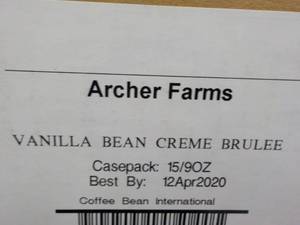 Archer Farms
VANILLA BEAN CREME BRULEE
Casepack: 15/9OZ
Best By: 12Apr2020
Coffee Bean International